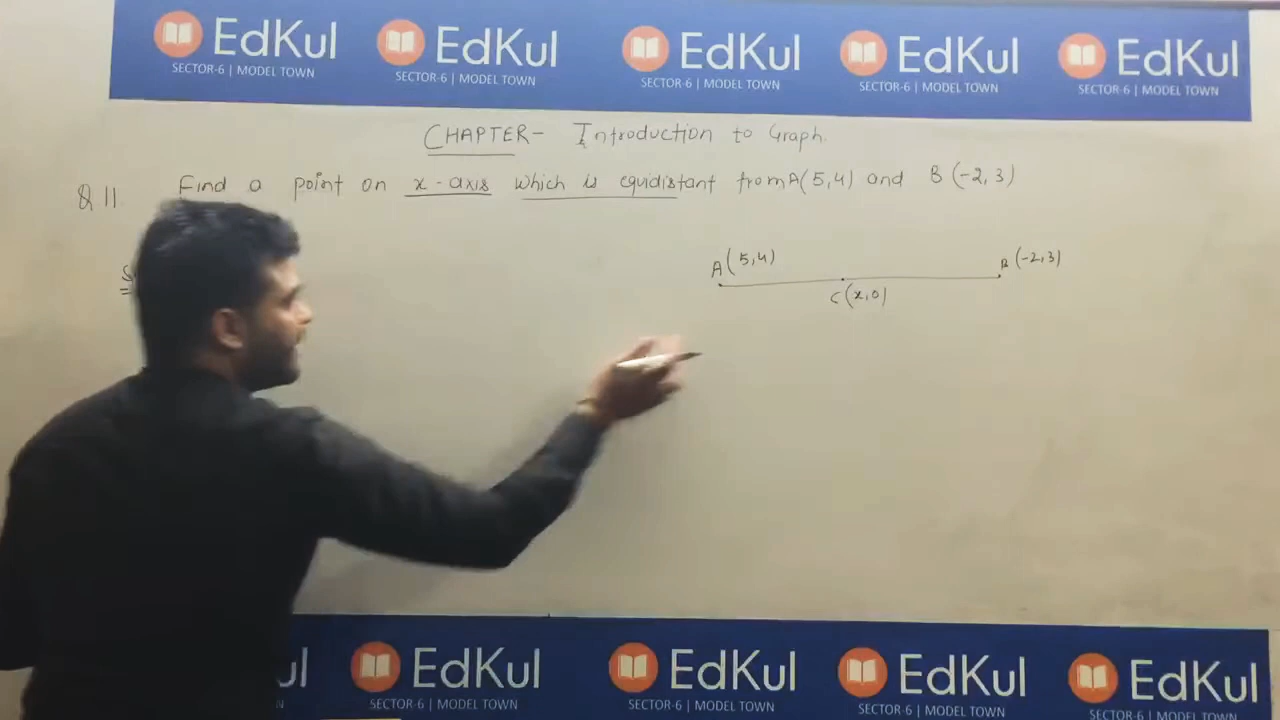 EdKul EdKul EdKul EdKul EdKul
SECTOR-6 | MODEL TOWN SECTOR-6 | MODEL TOWN SECTOR-6 | MODEL TOWN SECTOR-6 | MODEL TOWN SECTOR-6 | MODEL TOWN
CHAPTER- Introduction to Graph.
Q 11. Find a point on x-axis which is equidistant from A(5,4) and B(-2,3)
A(5,4) B(-2,3)
C(x,0)
EdKul EdKul EdKul EdKul
SECTOR-6 | MODEL TOWN SECTOR-6 | MODEL TOWN SECTOR-6 | MODEL TOWN SECTOR-6 | MODEL TOWN